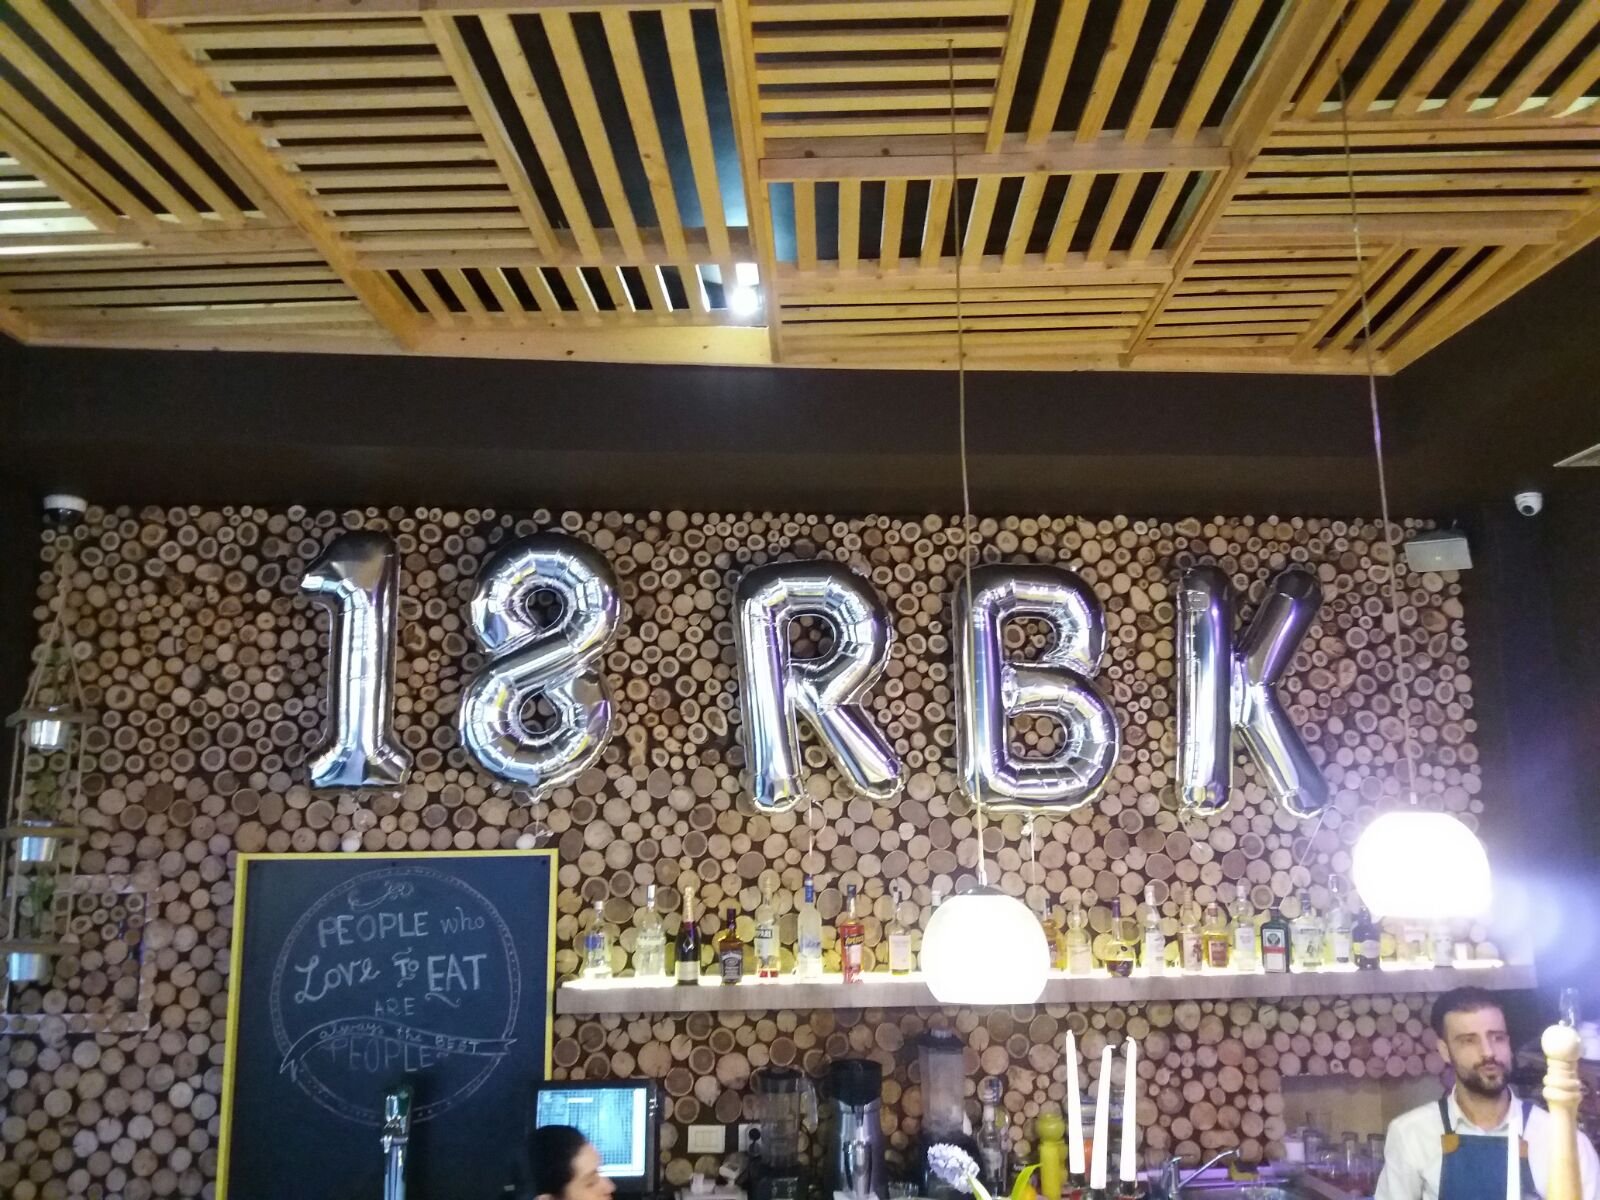 18 RBK
PEOPLE who
Love To EAT
ARE
always the BEST
PEOPLE